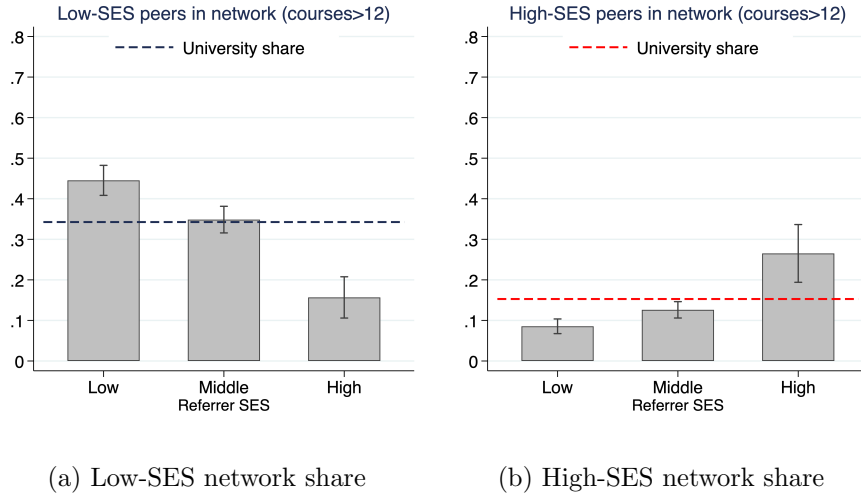 Low-SES peers in network (courses>12)
University share
.8
.7
.6
.5
.4
.3
.2
.1
0
Low Middle High
Referrer SES
(a) Low-SES network share
High-SES peers in network (courses>12)
University share
.8
.7
.6
.5
.4
.3
.2
.1
0
Low Middle High
Referrer SES
(b) High-SES network share